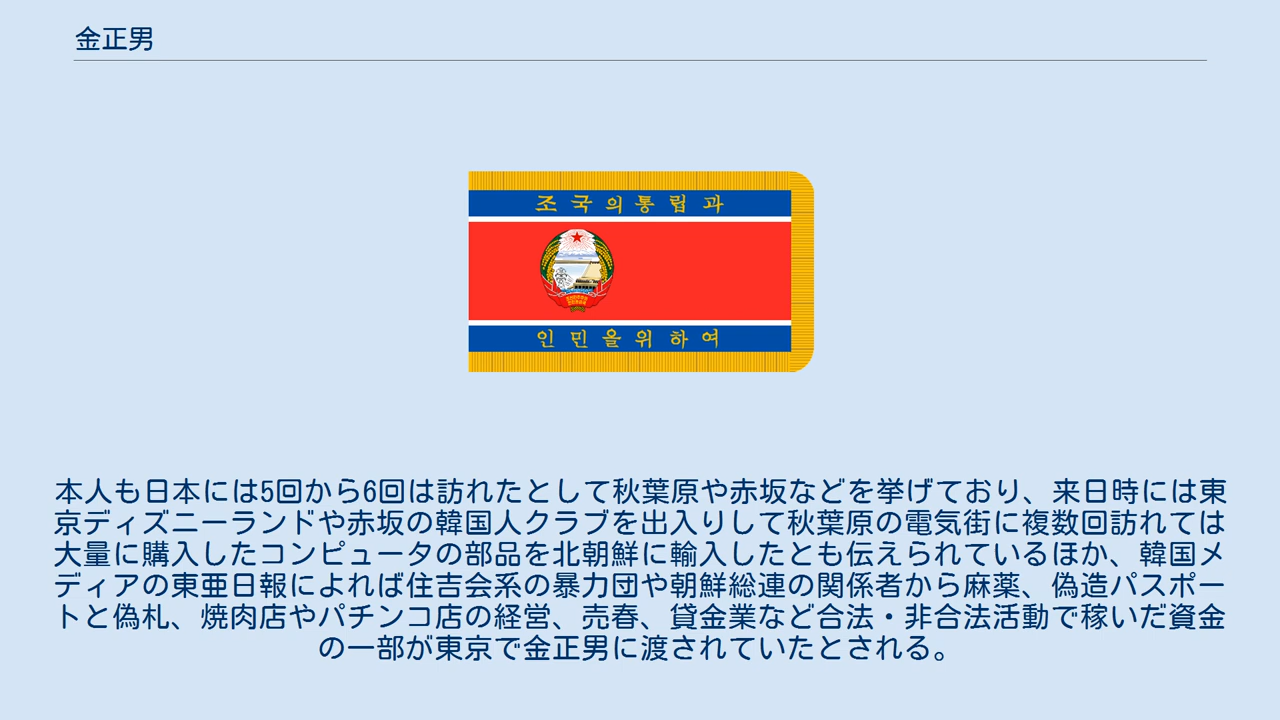 金正男
조국의통립과
인민을위하여
本人も日本には5回から6回は訪れたとして秋葉原や赤坂などを挙げており、来日時には東
京ディズニーランドや赤坂の韓国人クラブを出入りして秋葉原の電気街に複数回訪れては
大量に購入したコンピュータの部品を北朝鮮に輸入したとも伝えられているほか、韓国メ
ディアの東亜日報によれば住吉会系の暴力団や朝鮮総連の関係者から麻薬、偽造パスポー
トと偽札、焼肉店やパチンコ店の経営、売春、貸金業など合法・非合法活動で稼いだ資金
の一部が東京で金正男に渡されていたとされる。